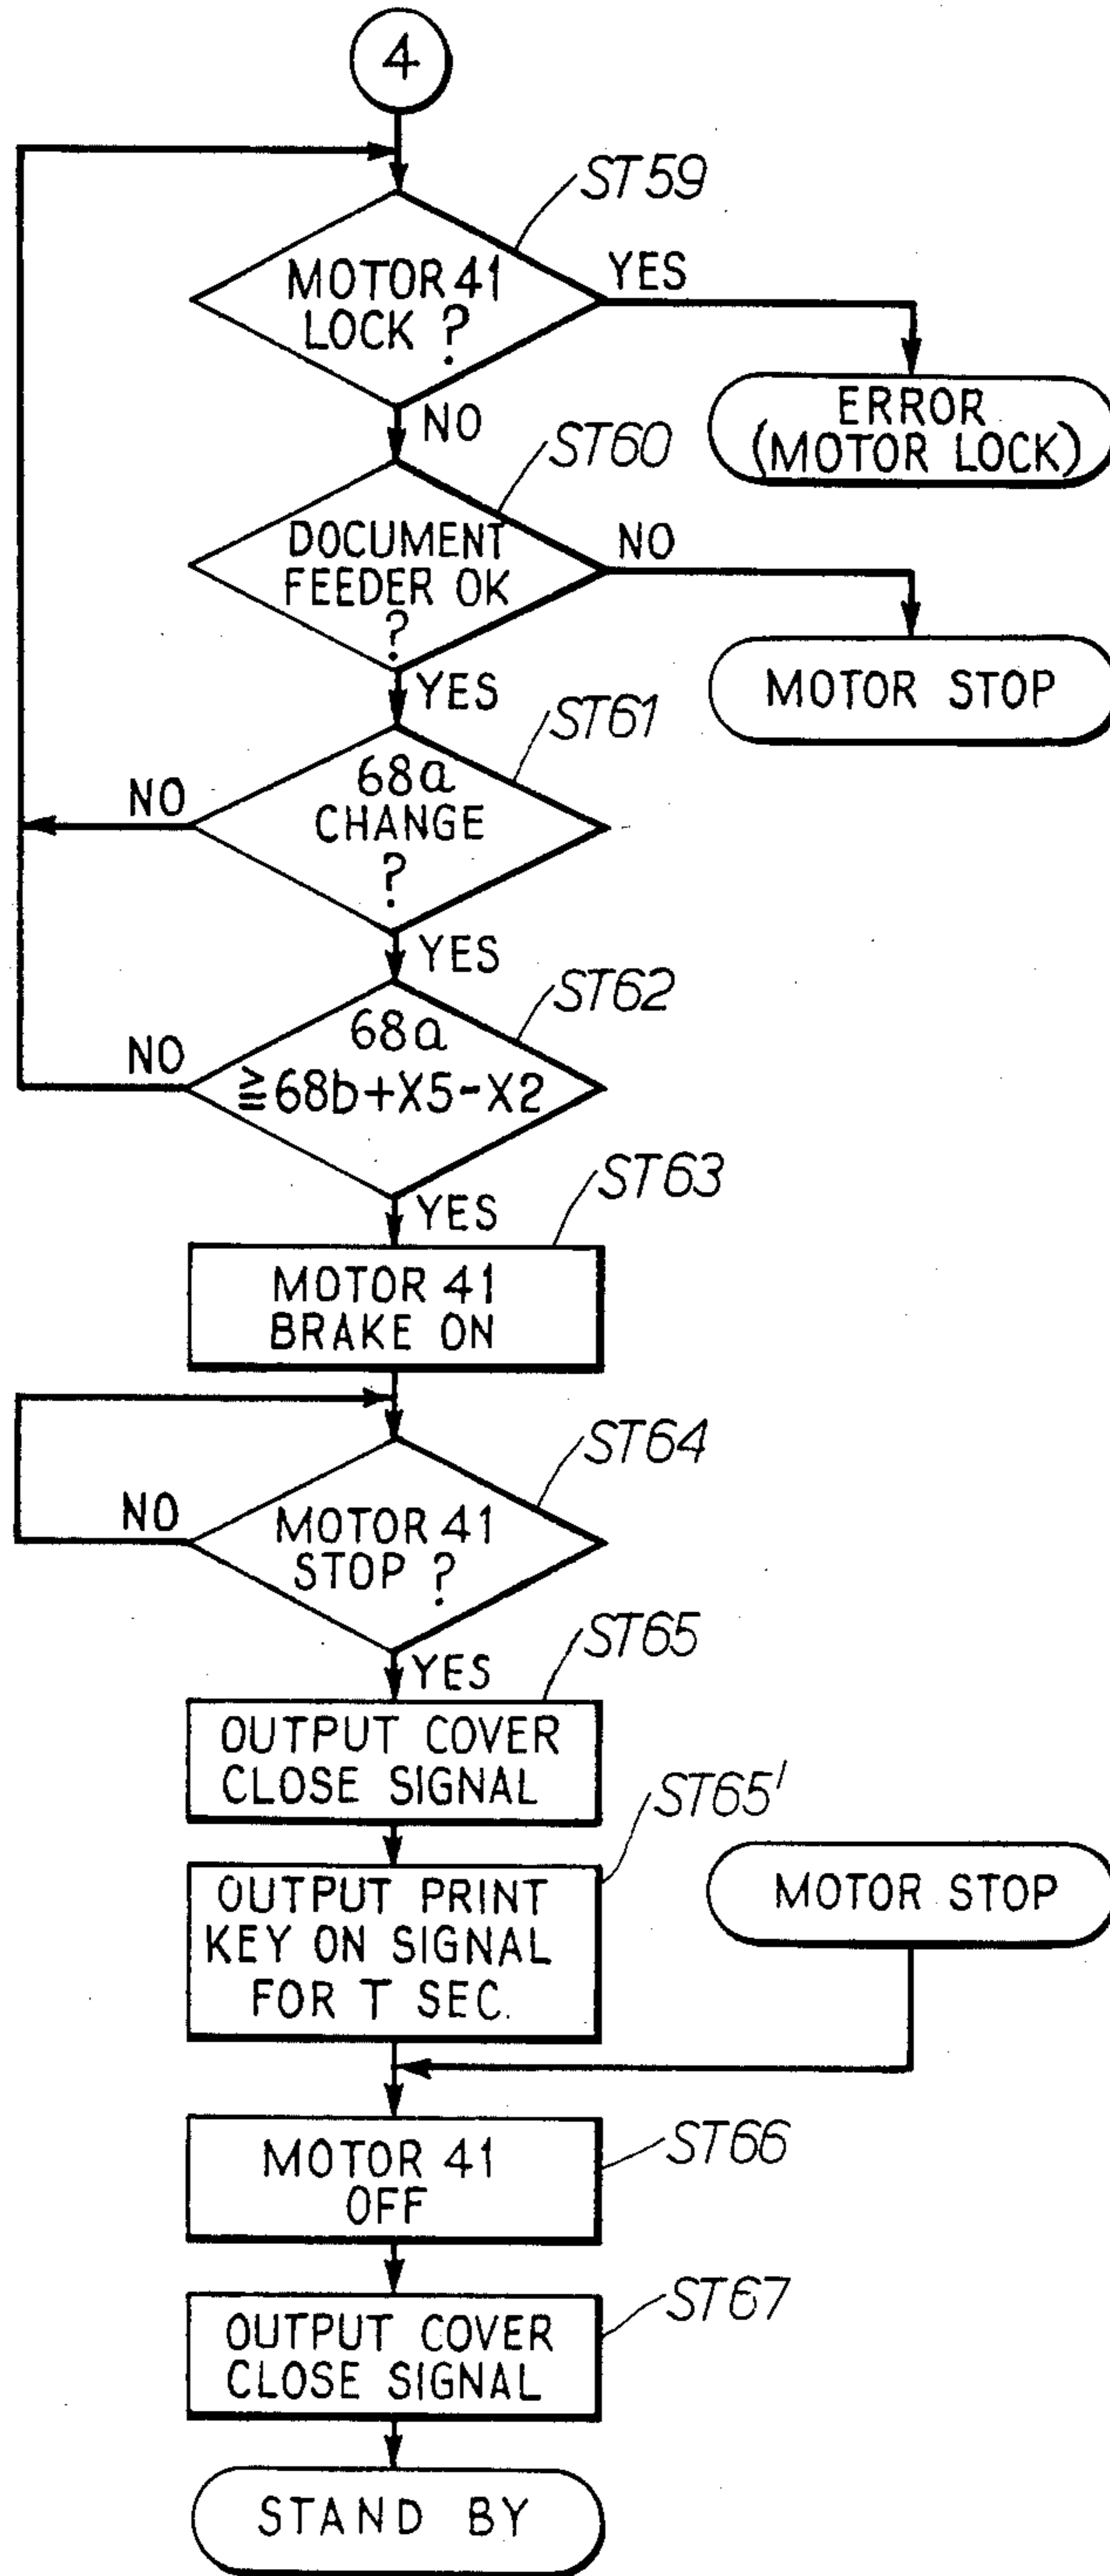 4
ST59
MOTOR 41
LOCK ?
YES
NO
ERROR
(MOTOR LOCK)
ST60
DOCUMENT
FEEDER OK
?
NO
YES
MOTOR STOP
ST61
68a
CHANGE
?
NO
YES
ST62
68a
≧68b+X5-X2
NO
YES
ST63
MOTOR 41
BRAKE ON
ST64
MOTOR 41
STOP ?
NO
YES
ST65
OUTPUT COVER
CLOSE SIGNAL
ST65'
OUTPUT PRINT
KEY ON SIGNAL
FOR T SEC.
MOTOR STOP
ST66
MOTOR 41
OFF
ST67
OUTPUT COVER
CLOSE SIGNAL
STAND BY